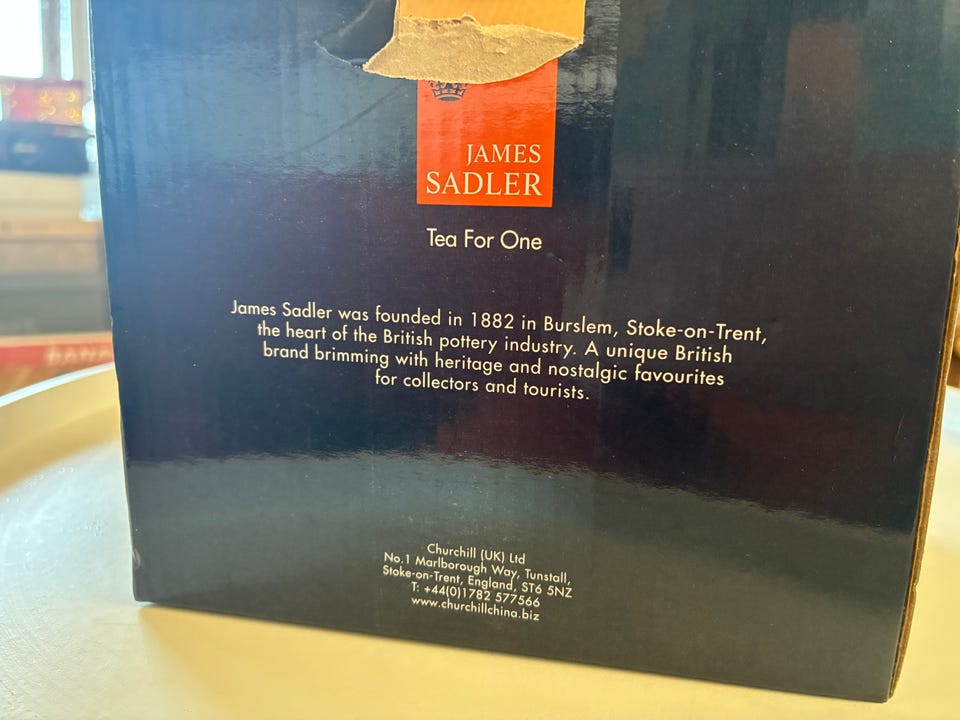 JAMES
SADLER
Tea For One
James Sadler was founded in 1882 in Burslem, Stoke-on-Trent,
the heart of the British pottery industry. A unique British
brand brimming with heritage and nostalgic favourites
for collectors and tourists.
Churchill (UK) Ltd
No.1 Marlborough Way, Tunstall,
Stoke-on-Trent, England, ST6 5NZ
T: +44(0)1782 577566
www.churchillchina.biz